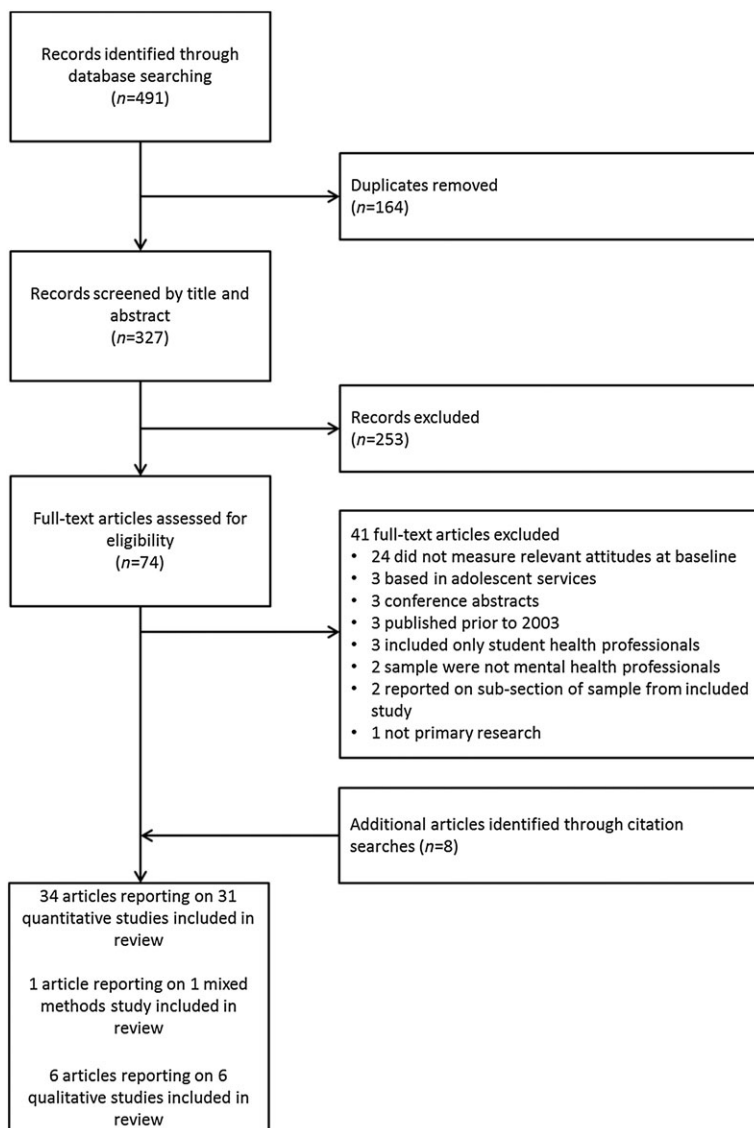 Records identified through
database searching
(n=491)
Duplicates removed
(n=164)
Records screened by title and
abstract
(n=327)
Records excluded
(n=253)
Full-text articles assessed for
eligibility
(n=74)
41 full-text articles excluded
• 24 did not measure relevant attitudes at baseline
• 3 based in adolescent services
• 3 conference abstracts
• 3 published prior to 2003
• 3 included only student health professionals
• 2 sample were not mental health professionals
• 2 reported on sub-section of sample from included
study
• 1 not primary research
Additional articles identified through citation
searches (n=8)
34 articles reporting on 31
quantitative studies included in
review
1 article reporting on 1 mixed
methods study included in
review
6 articles reporting on 6
qualitative studies included in
review